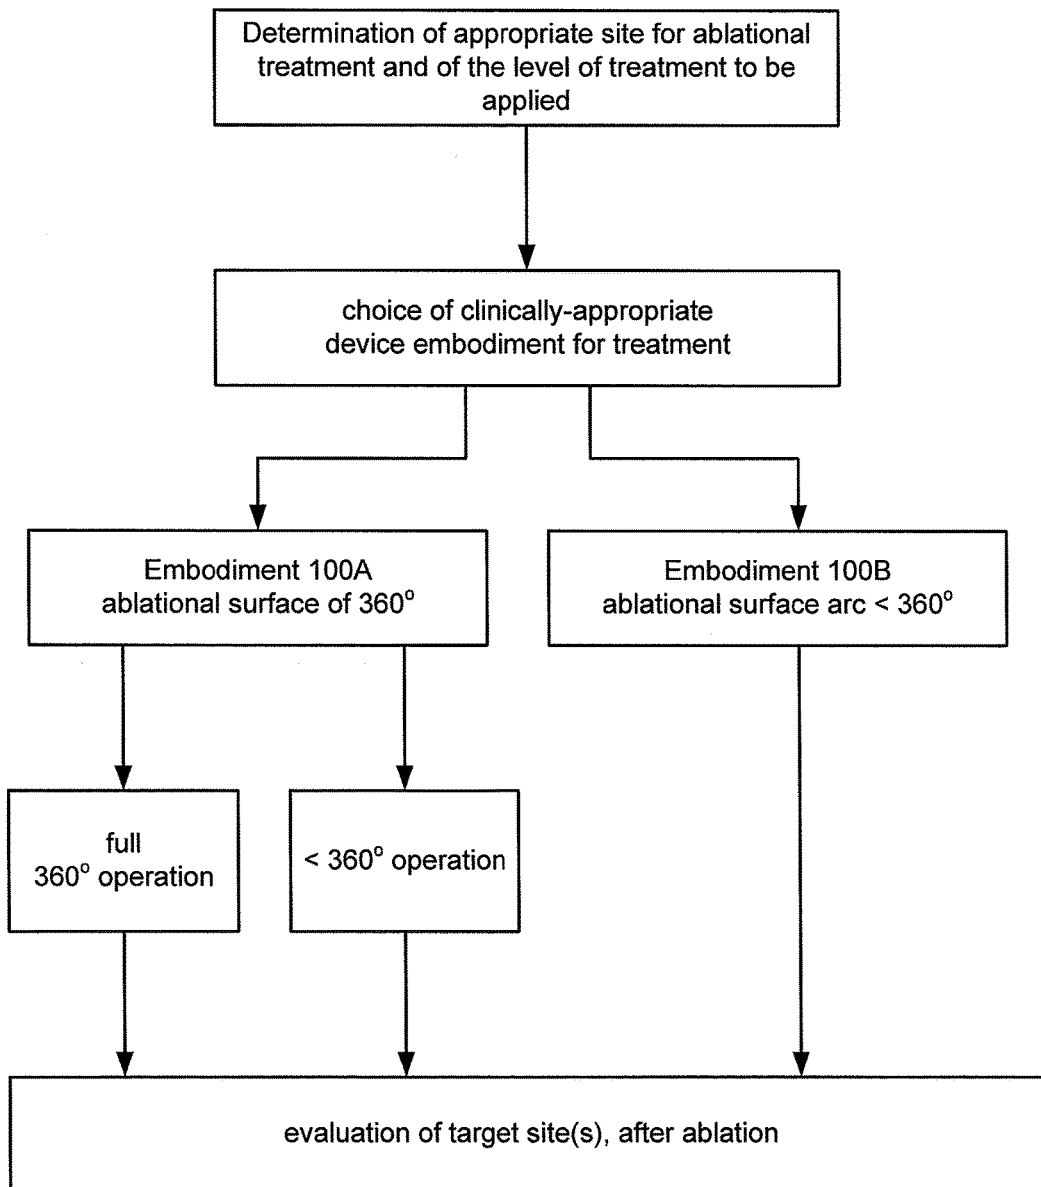 Determination of appropriate site for ablational
treatment and of the level of treatment to be
applied
choice of clinically-appropriate
device embodiment for treatment
Embodiment 100A
ablational surface of 360°
Embodiment 100B
ablational surface arc < 360°
full
360° operation
< 360° operation
evaluation of target site(s), after ablation